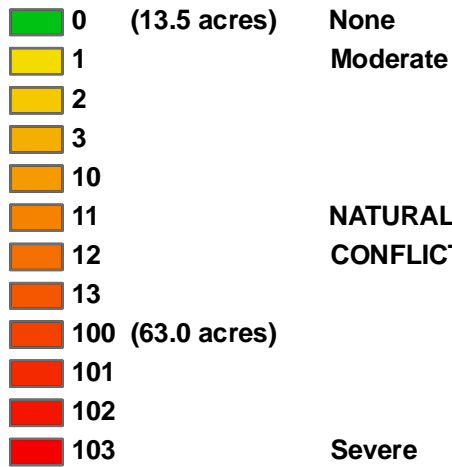 0 (13.5 acres) None
1 Moderate
2
3
10
11 NATURAL
12 CONFLICT
13
100 (63.0 acres)
101
102
103 Severe